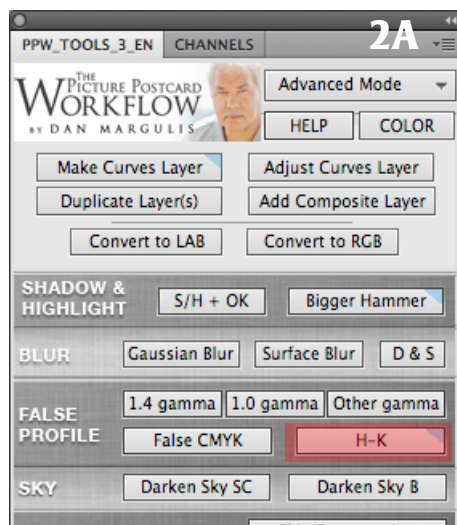 2A
PPW_TOOLS_3_EN CHANNELS
THE
PICTURE POSTCARD
WORKFLOW
BY DAN MARGULIS
Advanced Mode
HELP COLOR
Make Curves Layer Adjust Curves Layer
Duplicate Layer(s) Add Composite Layer
Convert to LAB Convert to RGB
SHADOW &
HIGHLIGHT S/H + OK Bigger Hammer
BLUR Gaussian Blur Surface Blur D & S
FALSE
PROFILE
1.4 gamma 1.0 gamma Other gamma
False CMYK H-K
SKY Darken Sky SC Darken Sky B